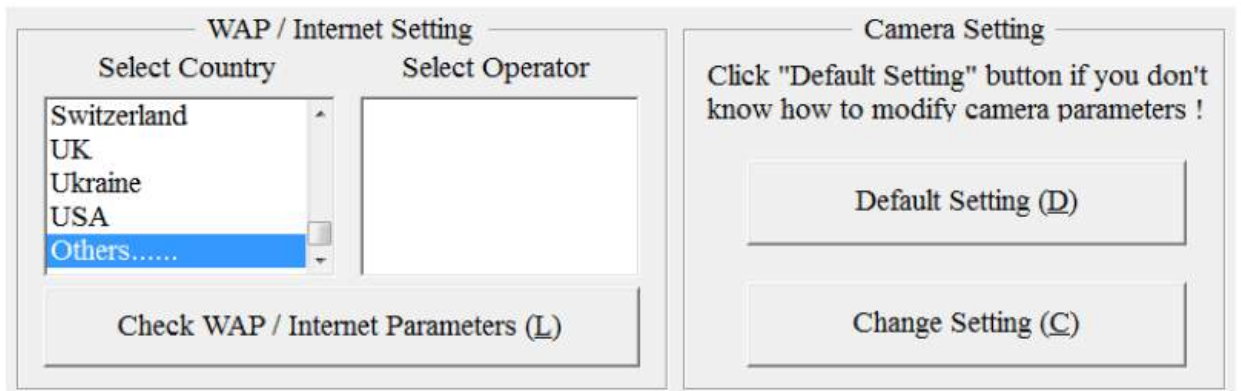 WAP / Internet Setting
Select Country
Select Operator
Switzerland
UK
Ukraine
USA
Others......
Check WAP / Internet Parameters (L)
Camera Setting
Click "Default Setting" button if you don't
know how to modify camera parameters !
Default Setting (D)
Change Setting (C)